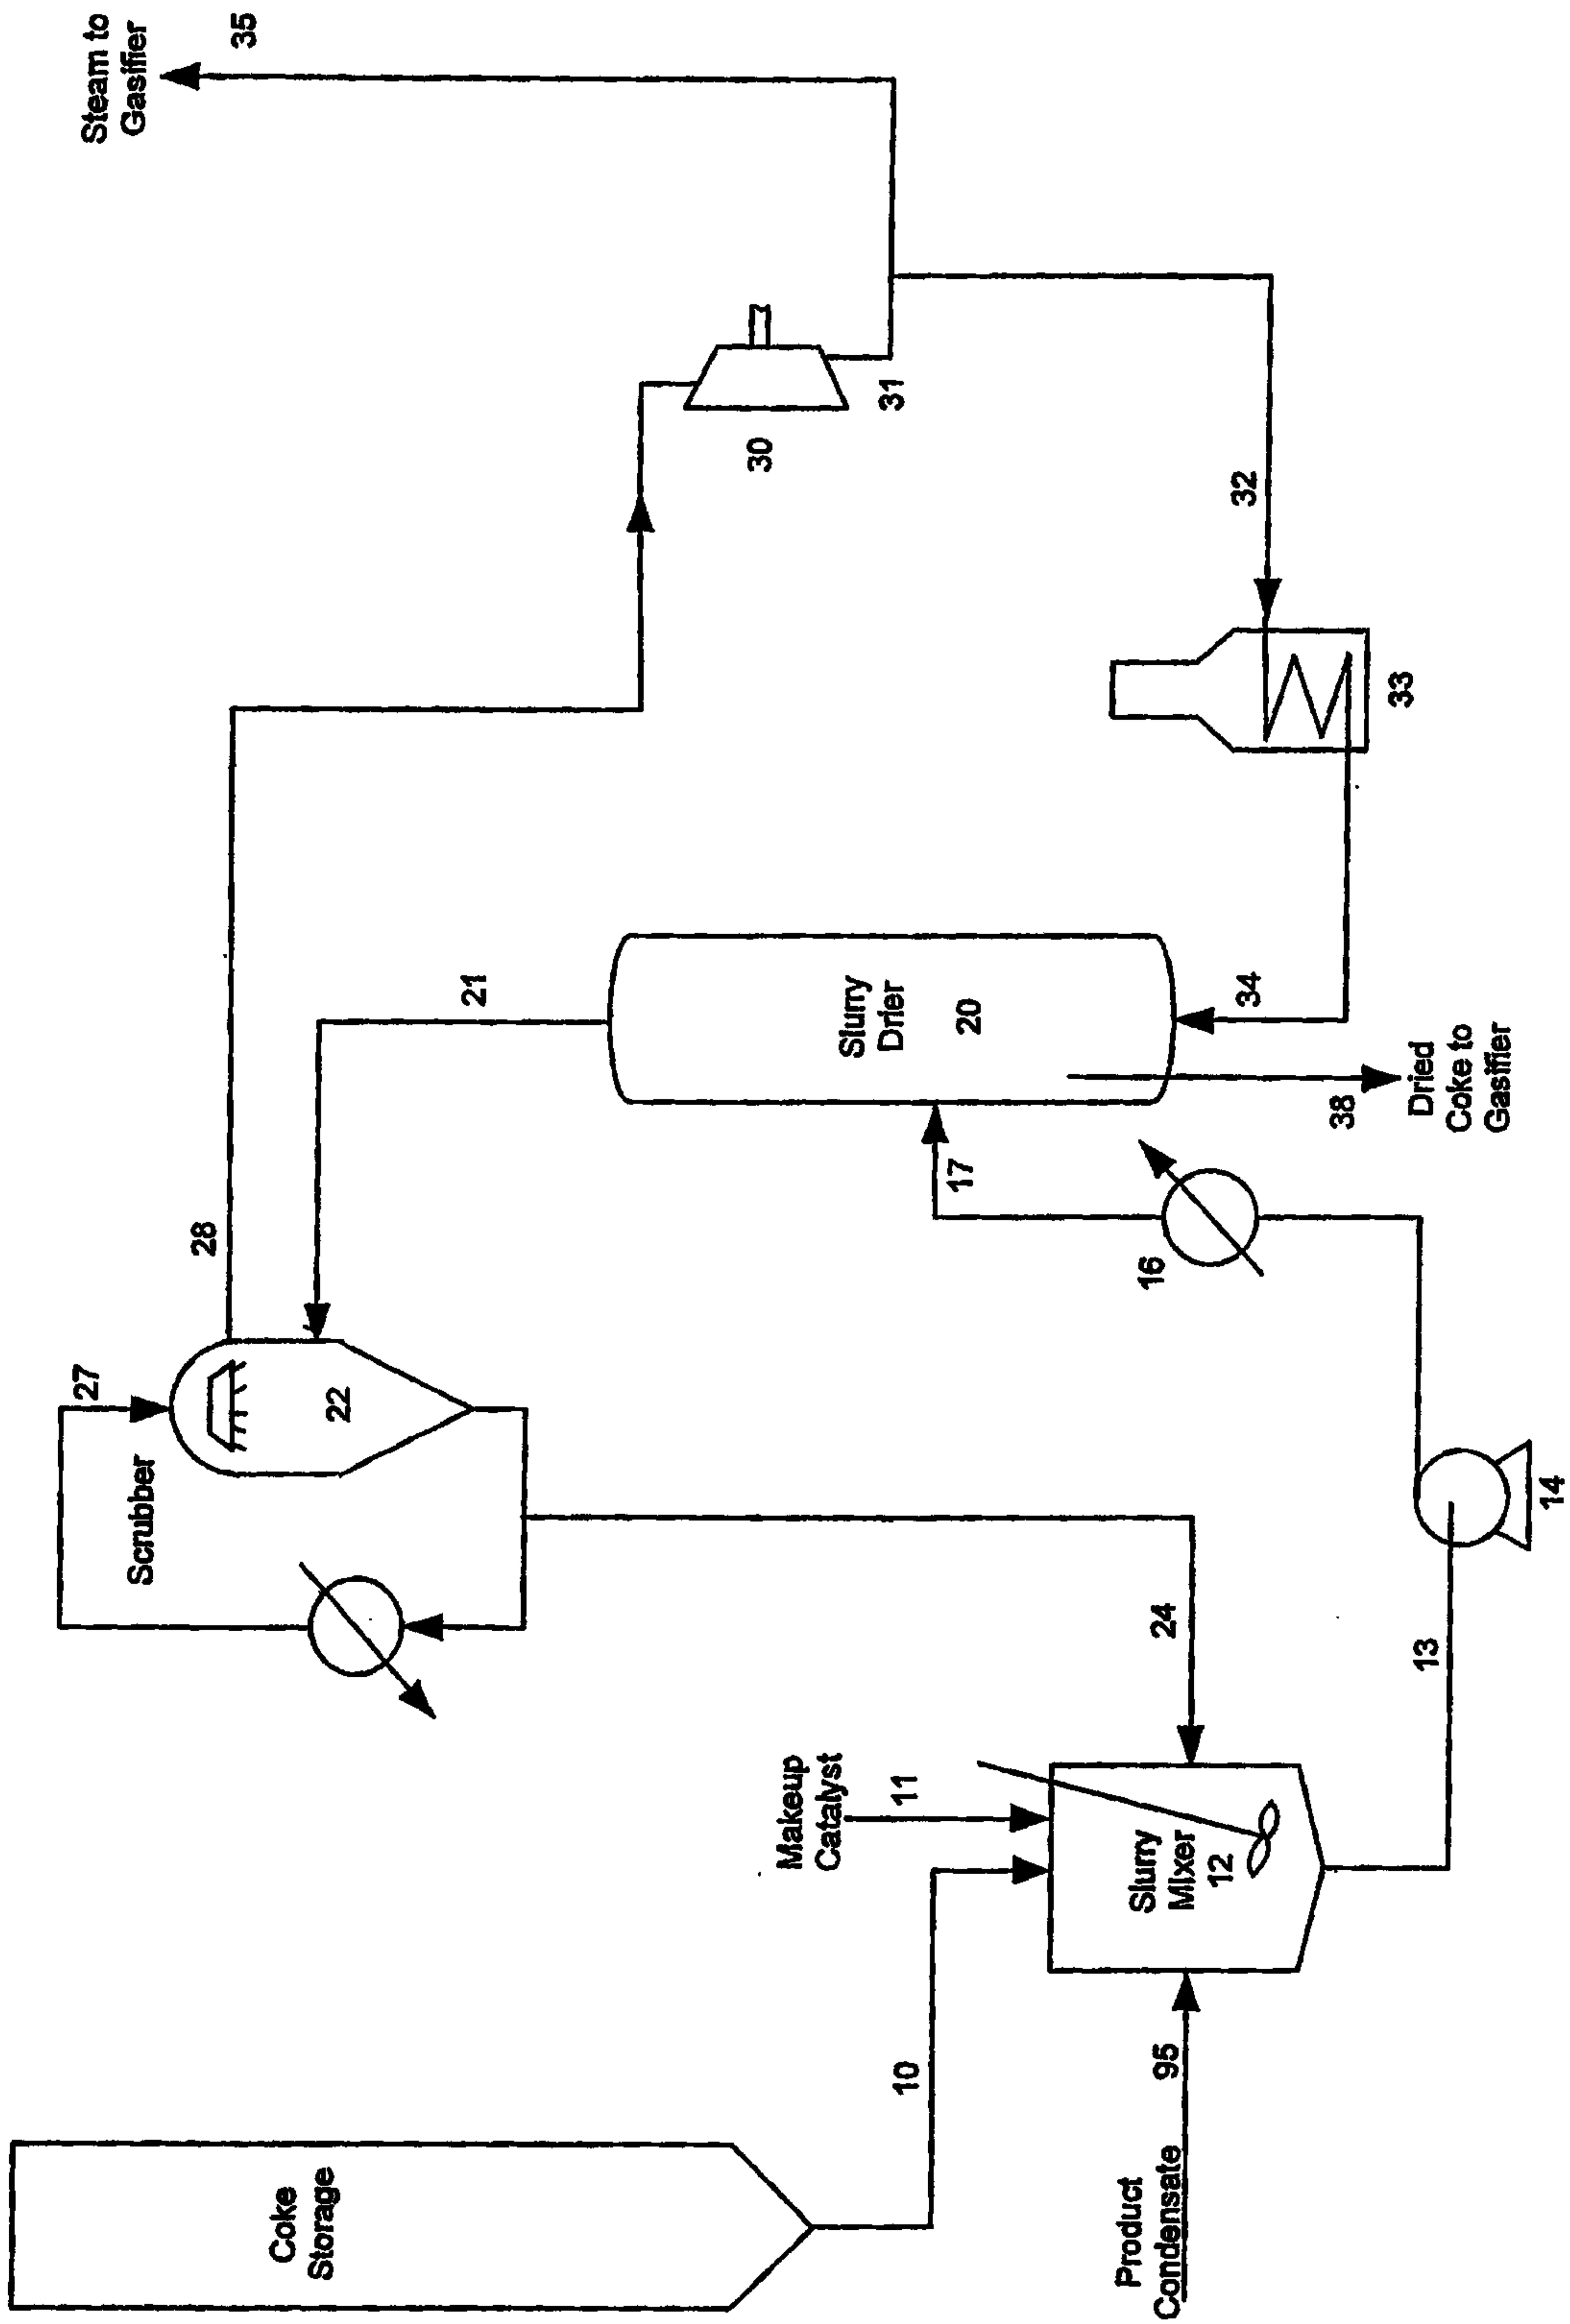 Coke
Storage
10
Product
Condensate
95
Makeup
Catalyst
11
Slurry
Mixer
12
13
14
24
Scrubber
27
22
28
16
17
21
Slurry
Drier
20
38
Dried
Coke to
Gasifier
34
33
32
30
31
Steam to
Gasifier
35